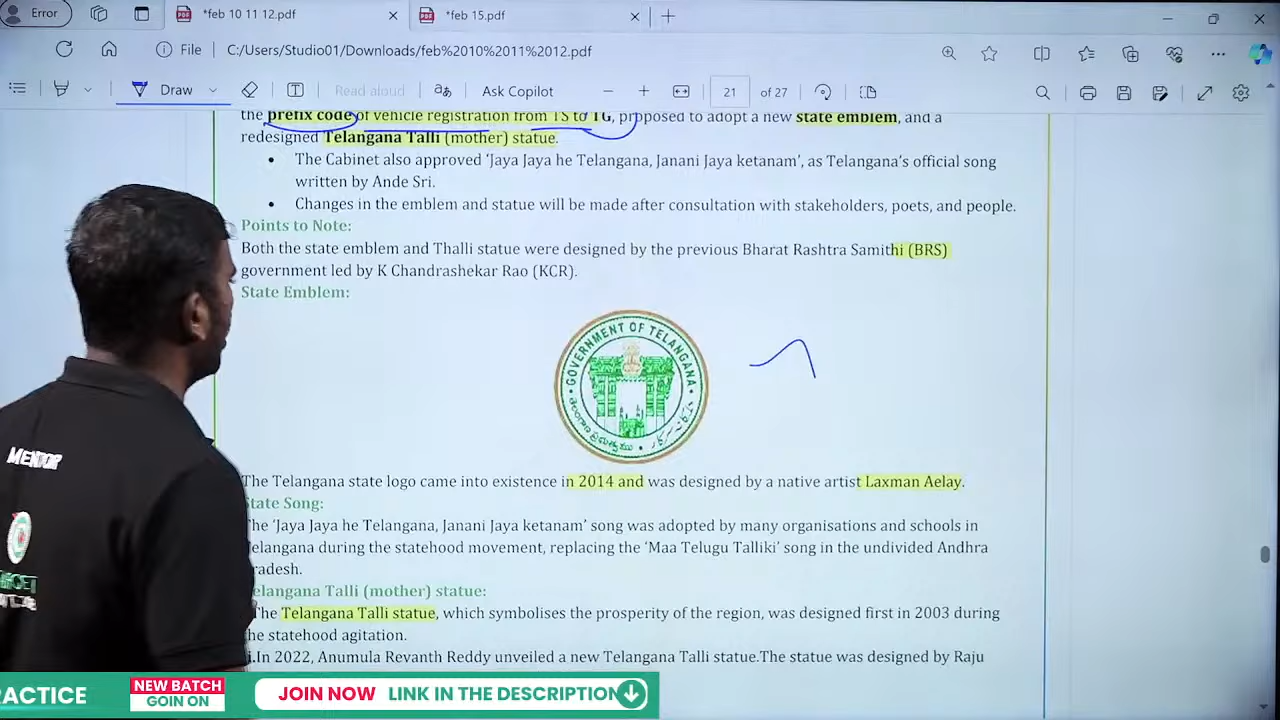 Error
*feb 10 11 12.pdf
*feb 15.pdf
File
C:/Users/Studio01/Downloads/feb%2010%2011%2012.pdf
Draw
Read aloud
Ask Copilot
21
of 27
the prefix code of vehicle registration from TS to TG, proposed to adopt a new state emblem, and a
redesigned Telangana Talli (mother) statue.
• The Cabinet also approved ‘Jaya Jaya he Telangana, Janani Jaya ketanam’, as Telangana’s official song
written by Ande Sri.
• Changes in the emblem and statue will be made after consultation with stakeholders, poets, and people.
Points to Note:
Both the state emblem and Thalli statue were designed by the previous Bharat Rashtra Samithi (BRS)
government led by K Chandrashekar Rao (KCR).
State Emblem:
GOVERNMENT OF TELANGANA
The Telangana state logo came into existence in 2014 and was designed by a native artist Laxman Aelay.
State Song:
The ‘Jaya Jaya he Telangana, Janani Jaya ketanam’ song was adopted by many organisations and schools in
Telangana during the statehood movement, replacing the ‘Maa Telugu Talliki’ song in the undivided Andhra
radesh.
elangana Talli (mother) statue:
The Telangana Talli statue, which symbolises the prosperity of the region, was designed first in 2003 during
the statehood agitation.
.In 2022, Anumula Revanth Reddy unveiled a new Telangana Talli statue.The statue was designed by Raju
MENTOR
RACTICE
NEW BATCH
GOIN ON
JOIN NOW
LINK IN THE DESCRIPTION